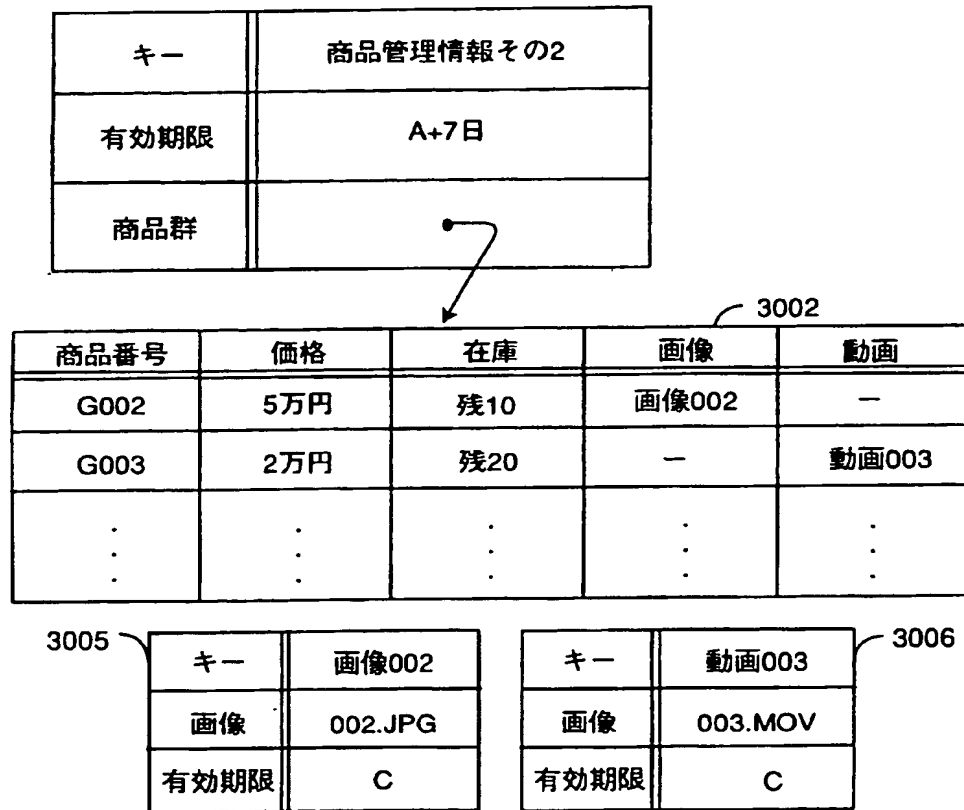 キー 商品管理情報その2
有効期限 A+7日
商品群
3002
商品番号 価格 在庫 画像 動画
G002 5万円 残10 画像002 —
G003 2万円 残20 — 動画003
3005
キー 画像002
画像 002.JPG
有効期限 C
3006
キー 動画003
画像 003.MOV
有効期限 C